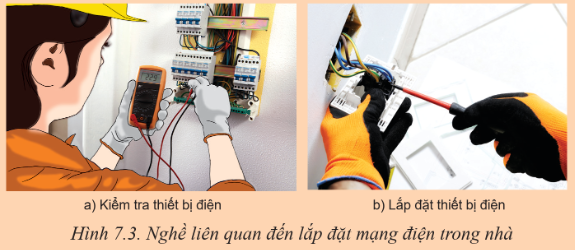 a) Kiểm tra thiết bị điện
b) Lắp đặt thiết bị điện
Hình 7.3. Nghề liên quan đến lắp đặt mạng điện trong nhà